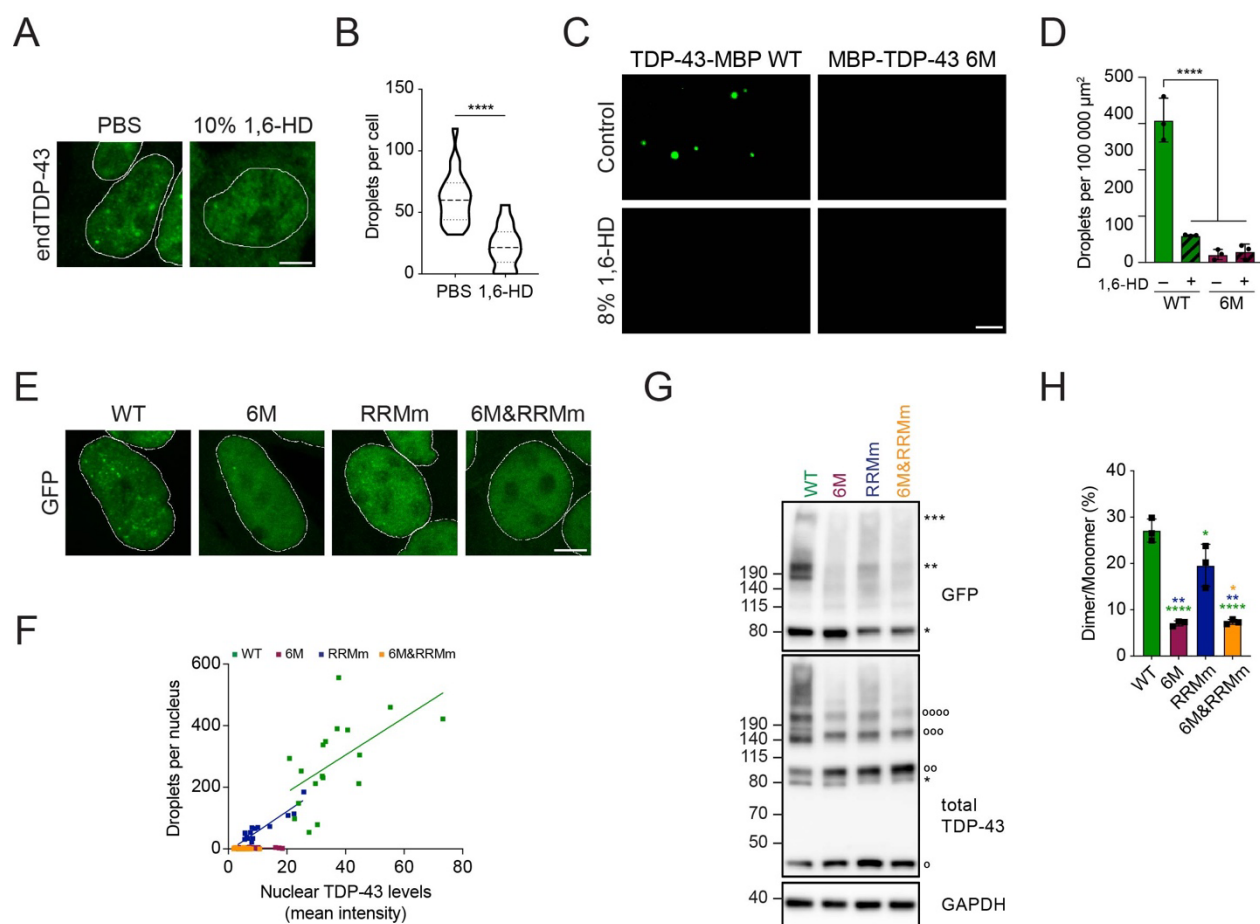 A
PBS
10% 1,6-HD
endTDP-43
B
Droplets per cell
150
100
50
0
****
PBS 1,6-HD
C
TDP-43-MBP WT
MBP-TDP-43 6M
Control
8% 1,6-HD
D
Droplets per 100 000 µm²
500
400
300
200
100
0
****
1,6-HD
– + – +
WT 6M
E
WT
6M
RRMm
6M&RRMm
GFP
F
WT 6M RRMm 6M&RRMm
Droplets per nucleus
600
400
200
0
0 20 40 60 80
Nuclear TDP-43 levels
(mean intensity)
G
WT
6M
RRMm
6M&RRMm
***
**
190
140
115
GFP
80
*
oooo
190
140
ooo
115
oo
80
*
70
total
TDP-43
50
o
40
GAPDH
H
Dimer/Monomer (%)
40
30
20
10
0
*
**
****
*
**
****
WT
6M
RRMm
6M&RRMm